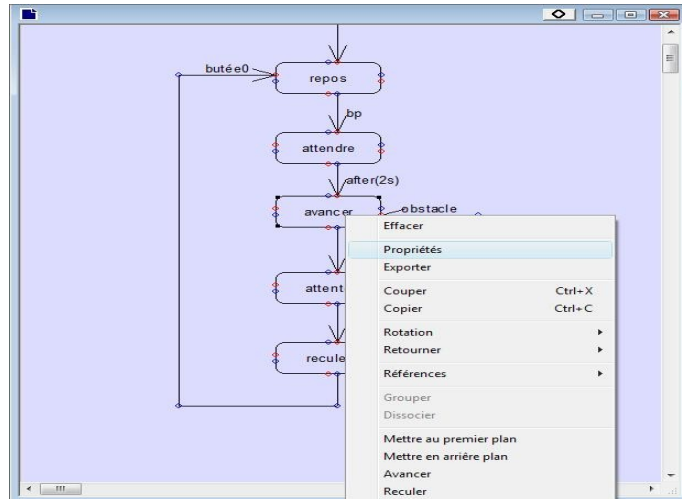 butée0
repos
bp
attendre
after(2s)
avancer
obstacle
attent
recule
Effacer
Propriétés
Exporter
Couper Ctrl+X
Copier Ctrl+C
Rotation
Retourner
Références
Grouper
Dissocier
Mettre au premier plan
Mettre en arrière plan
Avancer
Reculer